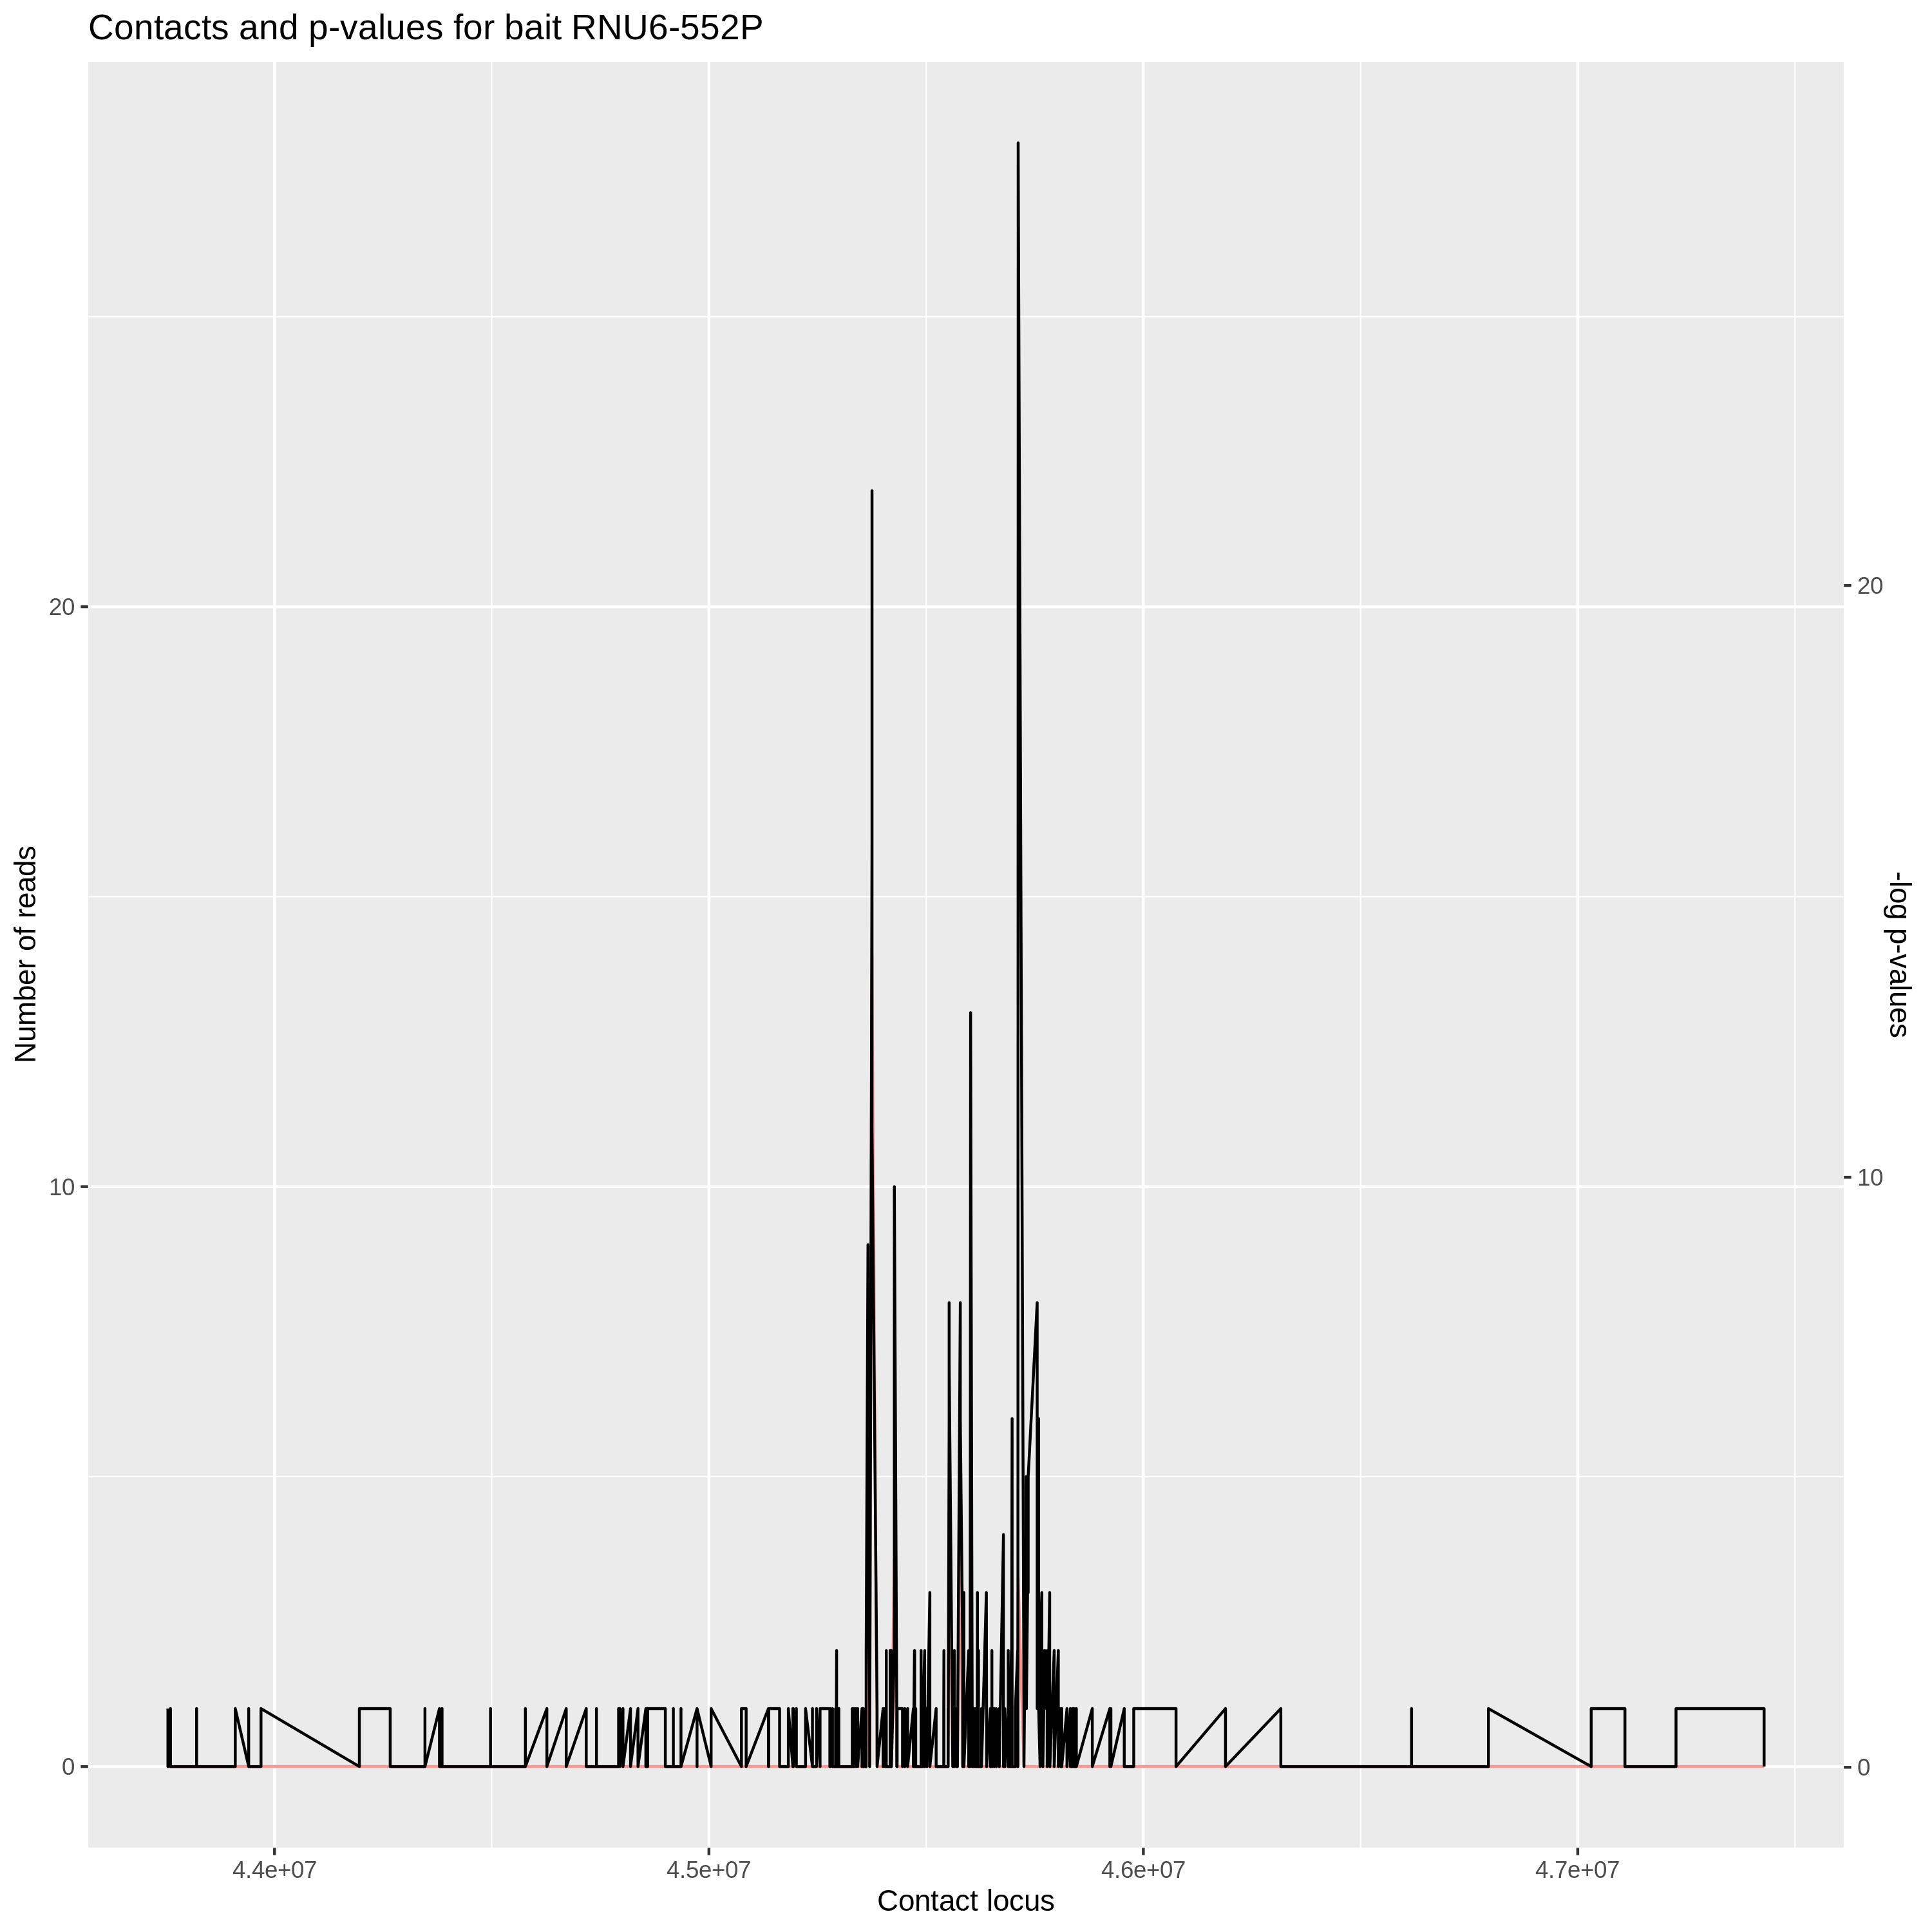 Contacts and p-values for bait RNU6-552P
Number of reads
20
10
0
20
10
0
-log p-values
4.4e+07
4.5e+07
4.6e+07
4.7e+07
Contact locus